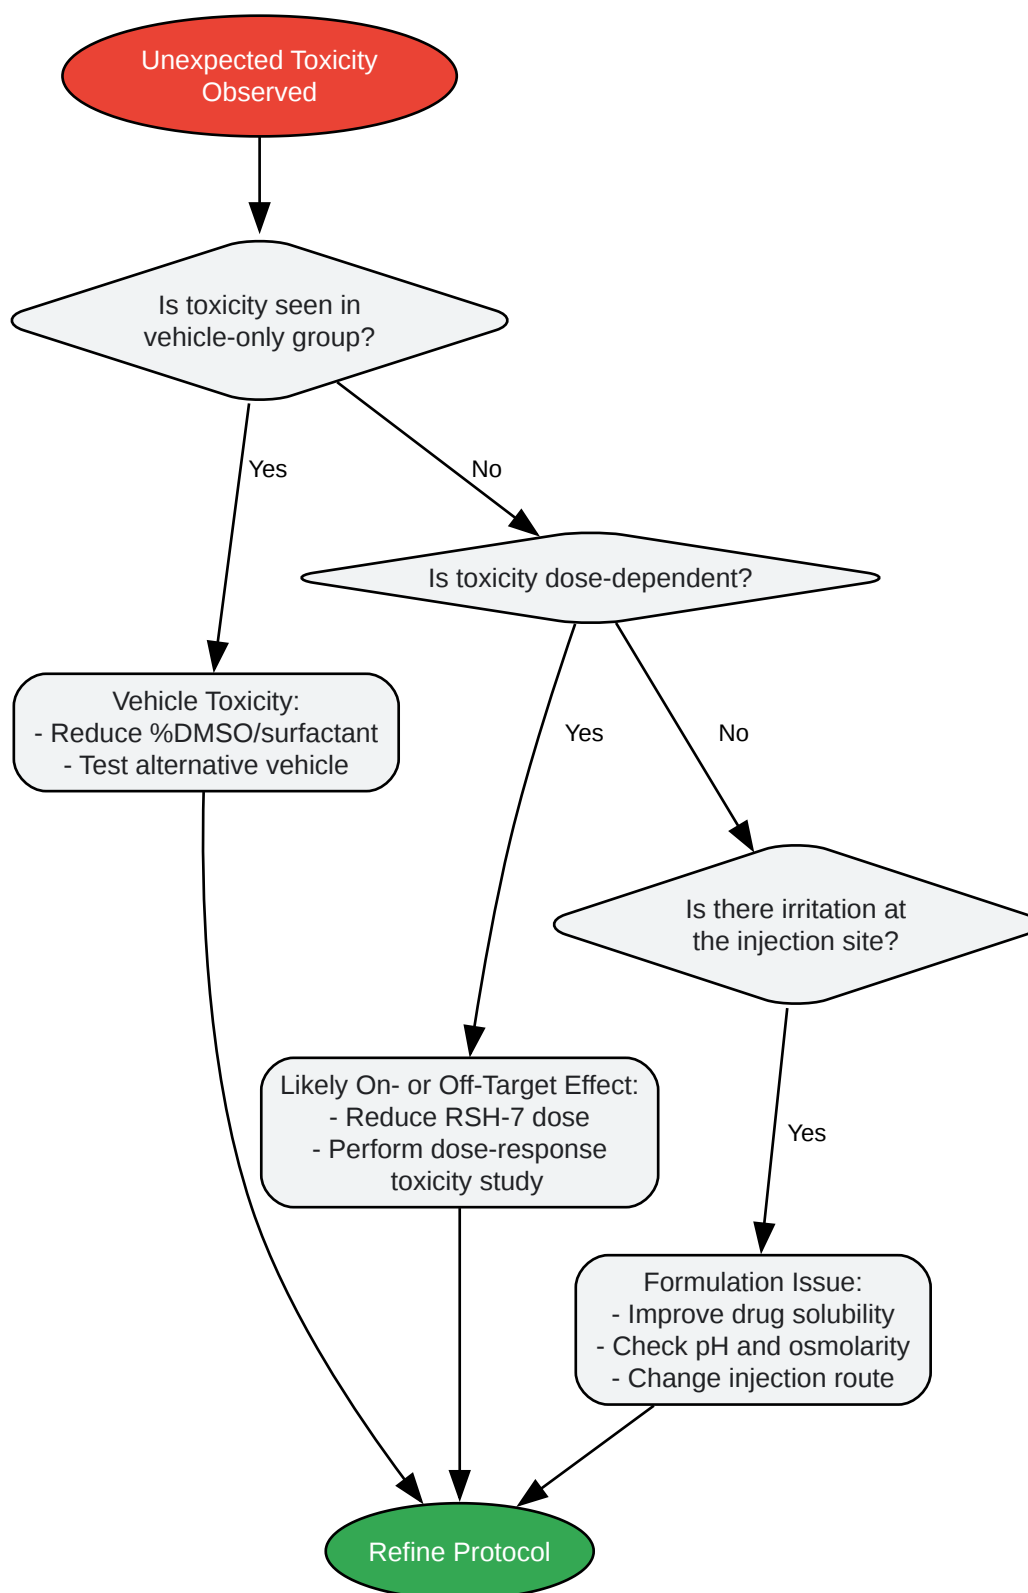 Unexpected Toxicity
Observed
Is toxicity seen in
vehicle-only group?
Yes
No
Is toxicity dose-dependent?
Vehicle Toxicity:
- Reduce %DMSO/surfactant
- Test alternative vehicle
Yes
No
Is there irritation at
the injection site?
Likely On- or Off-Target Effect:
- Reduce RSH-7 dose
- Perform dose-response
toxicity study
Yes
Formulation Issue:
- Improve drug solubility
- Check pH and osmolarity
- Change injection route
Refine Protocol